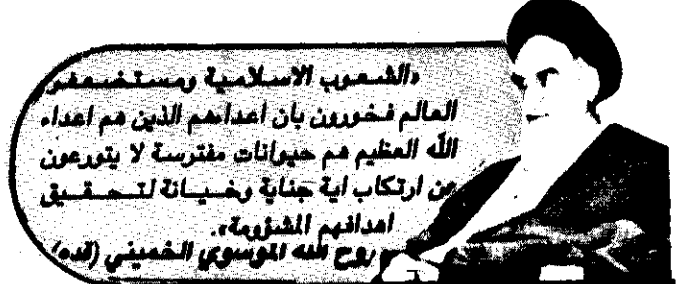 «الشعوب الاسلامية ومستضعفو
العالم فخورون بان اعداءهم الذين هم اعداء
الله العظيم هم حيوانات مفترسة لا يتورعون
عن ارتكاب اية جناية وخيانة لتحقيق
اهدافهم المشؤومة».
روح الله الموسوي الخميني (قده)